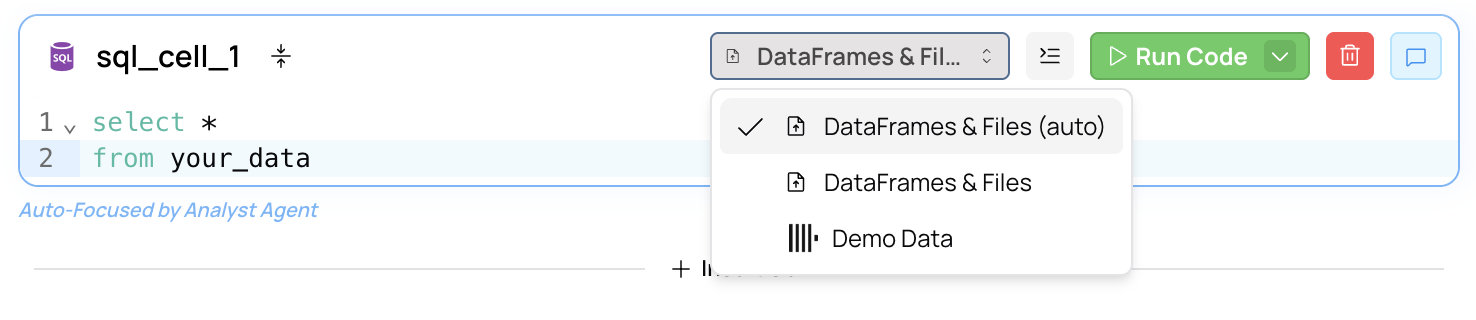 SQL sql_cell_1 DataFrames & Fil... Run Code
1 select *
2 from your_data
DataFrames & Files (auto)
DataFrames & Files
Demo Data
Auto-Focused by Analyst Agent